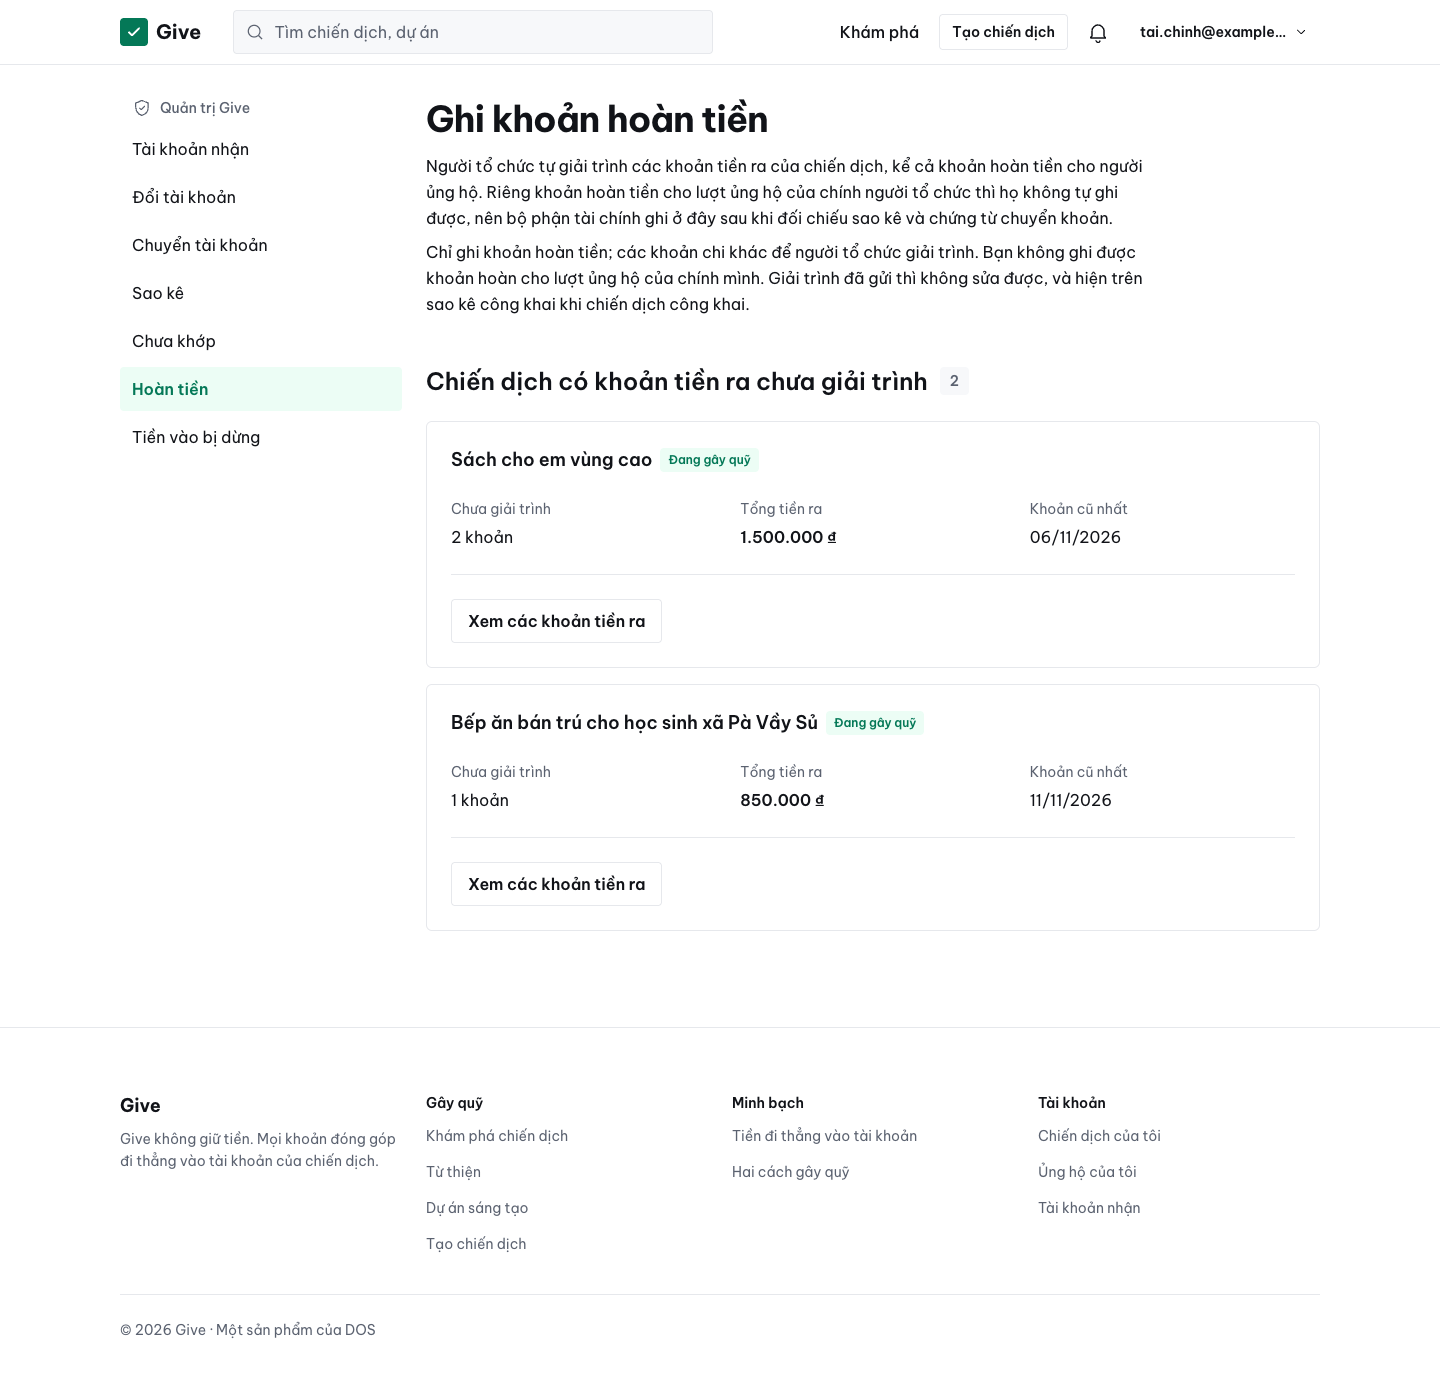 Give
Tìm chiến dịch, dự án
Khám phá
Tạo chiến dịch
tai.chinh@example...
Quản trị Give
Tài khoản nhận
Đổi tài khoản
Chuyển tài khoản
Sao kê
Chưa khớp
Hoàn tiền
Tiền vào bị dừng
Ghi khoản hoàn tiền
Người tổ chức tự giải trình các khoản tiền ra của chiến dịch, kể cả khoản hoàn tiền cho người
ủng hộ. Riêng khoản hoàn tiền cho lượt ủng hộ của chính người tổ chức thì họ không tự ghi
được, nên bộ phận tài chính ghi ở đây sau khi đối chiếu sao kê và chứng từ chuyển khoản.
Chỉ ghi khoản hoàn tiền; các khoản chi khác để người tổ chức giải trình. Bạn không ghi được
khoản hoàn cho lượt ủng hộ của chính mình. Giải trình đã gửi thì không sửa được, và hiện trên
sao kê công khai khi chiến dịch công khai.
Chiến dịch có khoản tiền ra chưa giải trình 2
Sách cho em vùng cao Đang gây quỹ
Chưa giải trình
2 khoản
Tổng tiền ra
1.500.000 ₫
Khoản cũ nhất
06/11/2026
Xem các khoản tiền ra
Bếp ăn bán trú cho học sinh xã Pà Vầy Sủ Đang gây quỹ
Chưa giải trình
1 khoản
Tổng tiền ra
850.000 ₫
Khoản cũ nhất
11/11/2026
Xem các khoản tiền ra
Give
Give không giữ tiền. Mọi khoản đóng góp
đi thẳng vào tài khoản của chiến dịch.
Gây quỹ
Khám phá chiến dịch
Từ thiện
Dự án sáng tạo
Tạo chiến dịch
Minh bạch
Tiền đi thẳng vào tài khoản
Hai cách gây quỹ
Tài khoản
Chiến dịch của tôi
Ủng hộ của tôi
Tài khoản nhận
© 2026 Give · Một sản phẩm của DOS